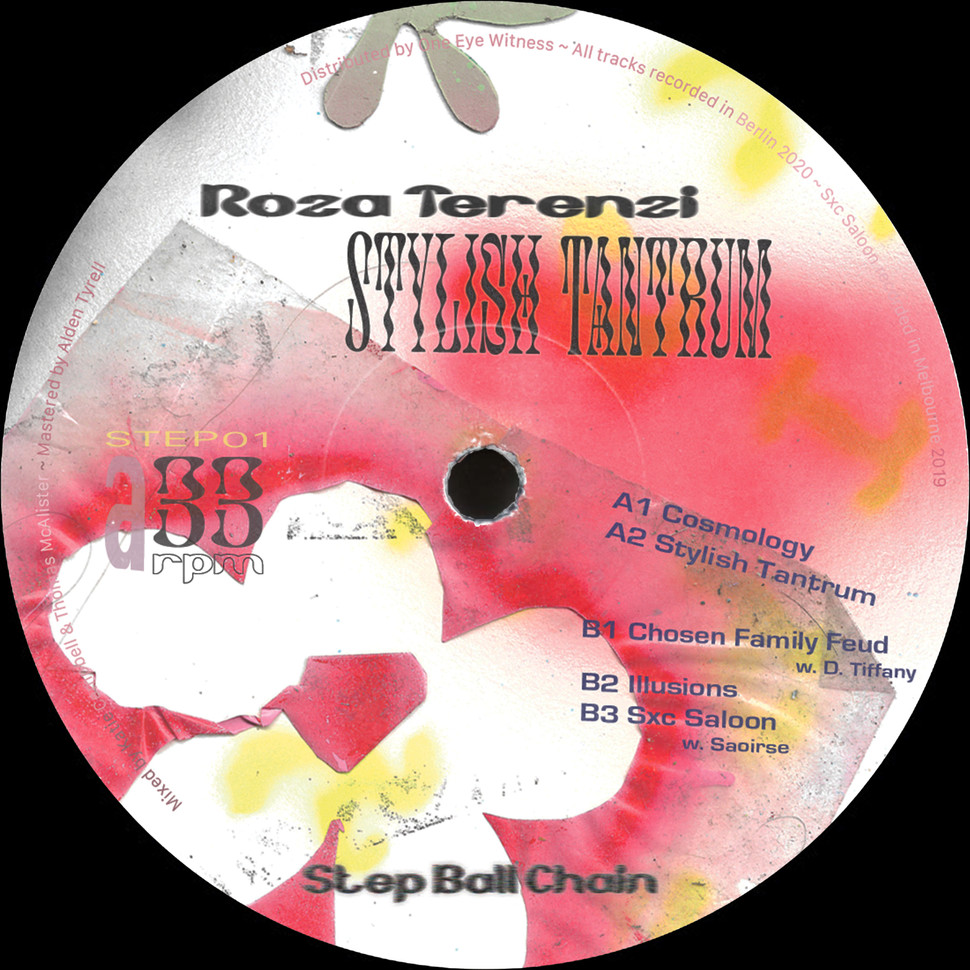 Distributed by One Eye Witness ~ All tracks recorded in Berlin 2020 ~ Sxc Saloon in Melbourne 2019
Roza Terenzi
STYLISH TANTRUM
STEP01
a
33
rpm
A1 Cosmology
A2 Stylish Tantrum
B1 Chosen Family Feud
w. D. Tiffany
B2 Illusions
B3 Sxc Saloon
w. Saoirse
Mixed by & Thomas McAlister ~ Mastered by Alden Tyrell
Step Ball Chain